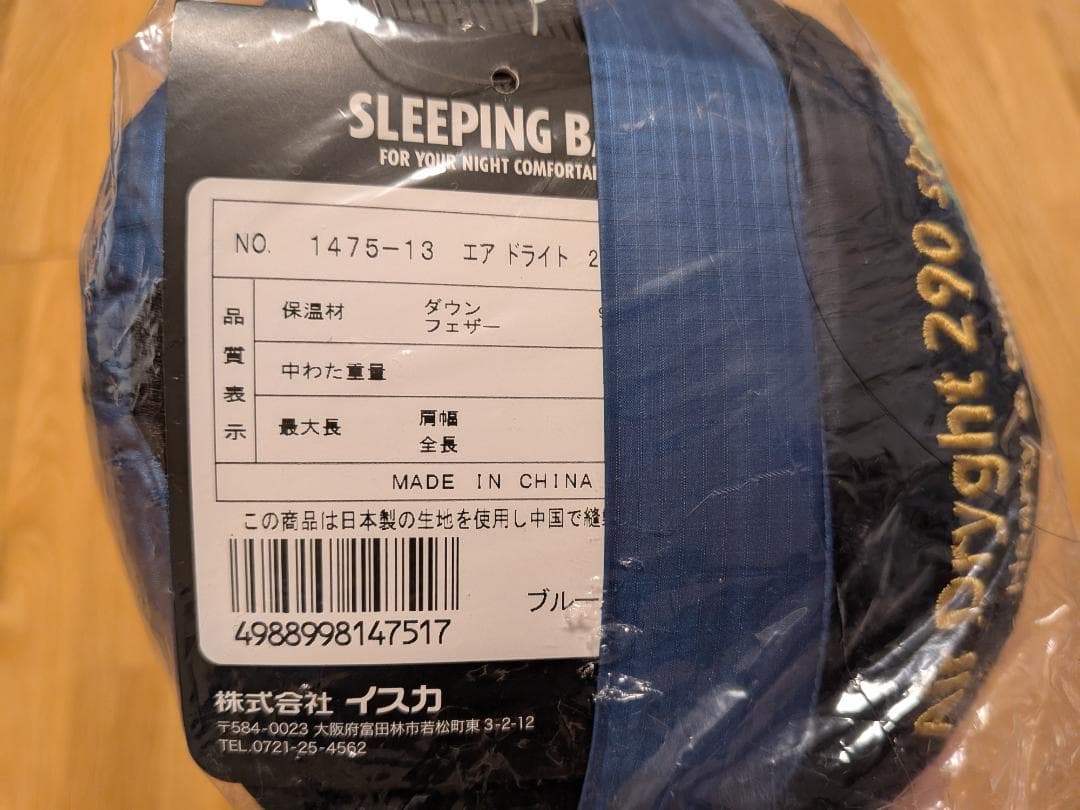 SLEEPING BA
FOR YOUR NIGHT COMFORTA
NO. 1475-13 エア ドライト 2
品質表示
保温材 ダウン 9
フェザー
中わた重量
最大長 肩幅
全長
MADE IN CHINA
この商品は日本製の生地を使用し中国で縫
ブルー
4988998147517
株式会社 イスカ
〒584-0023 大阪府富田林市若松町東 3-2-12
TEL.0721-25-4562
Air Dryght 290